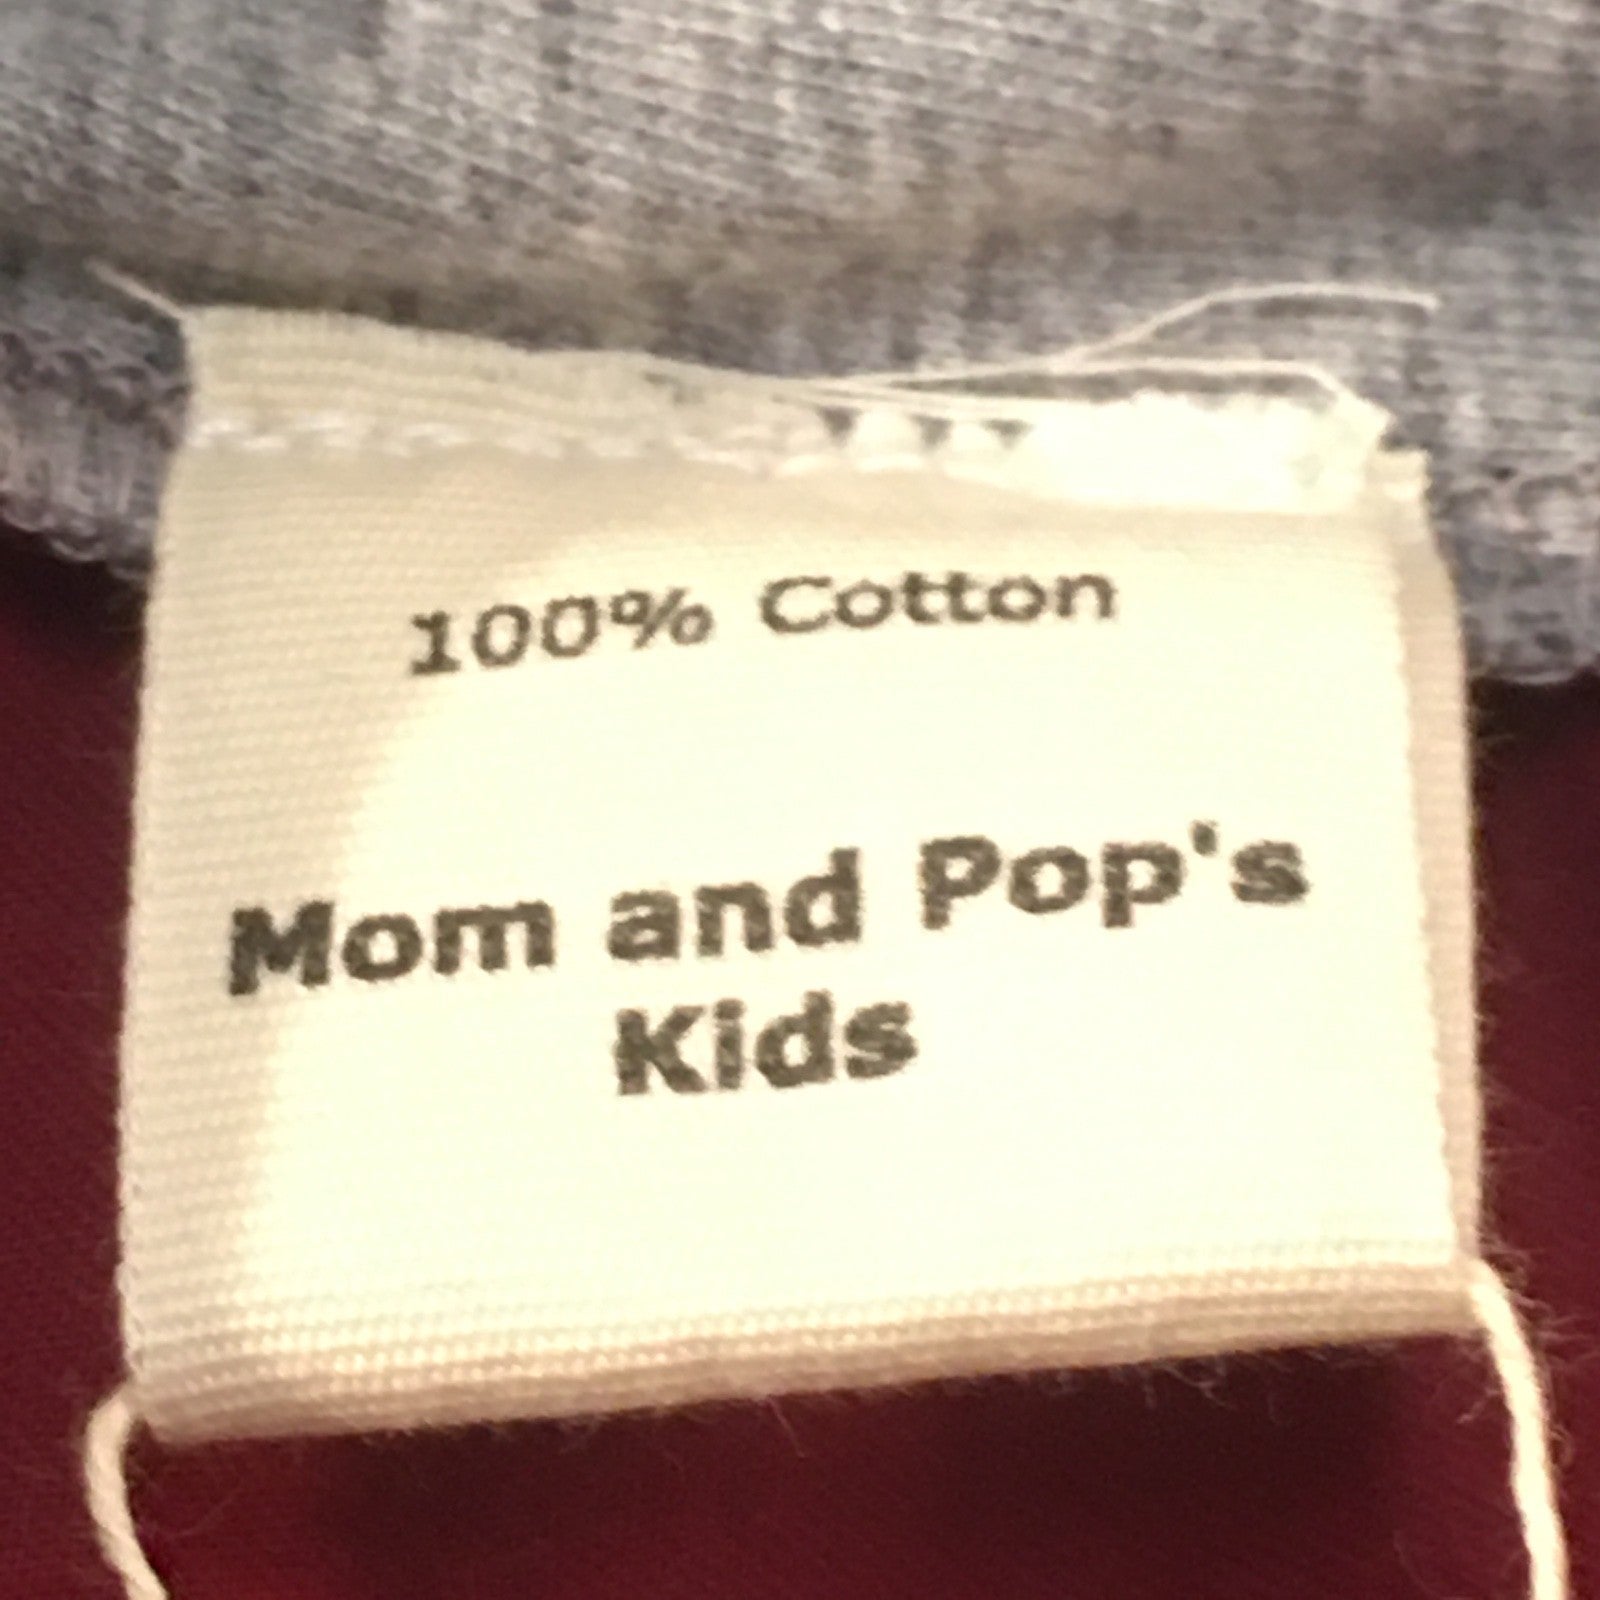 100% Cotton
Mom and Pop's
Kids